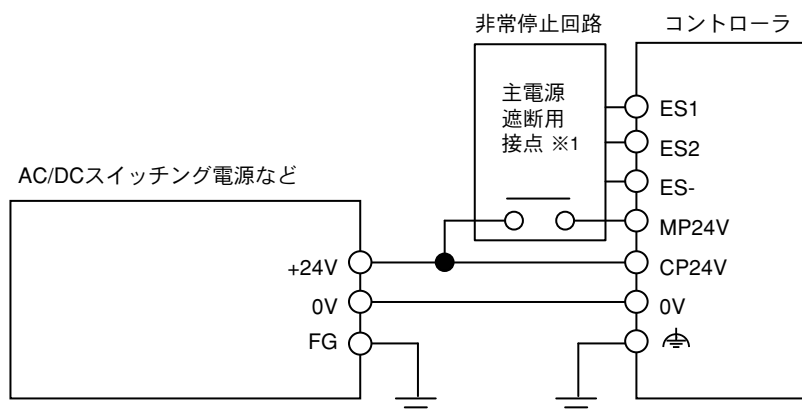 非常停止回路
コントローラ
主電源
遮断用
接点 ※1
ES1
ES2
ES-
MP24V
AC/DCスイッチング電源など
+24V
CP24V
0V
0V
FG